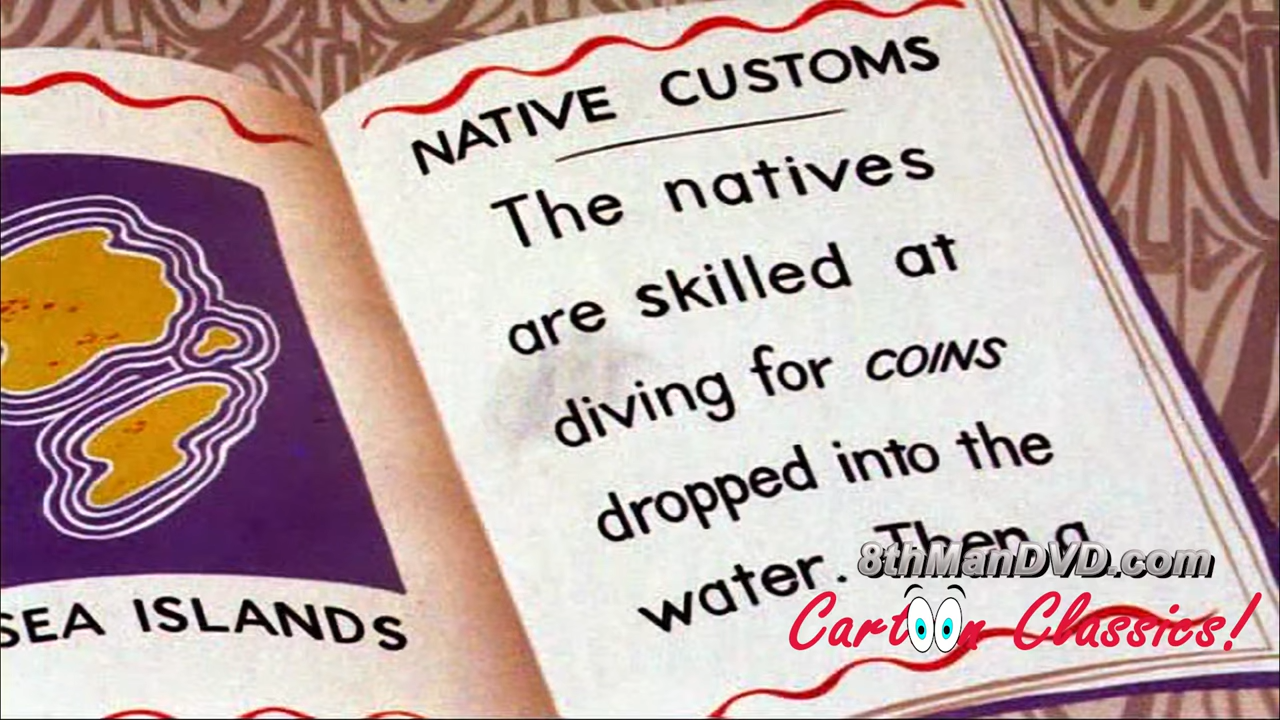 SEA ISLANDS
NATIVE CUSTOMS
The natives
are skilled at
diving for COINS
dropped into the
water. Then a
8thManDVD.com
Cartoon Classics!